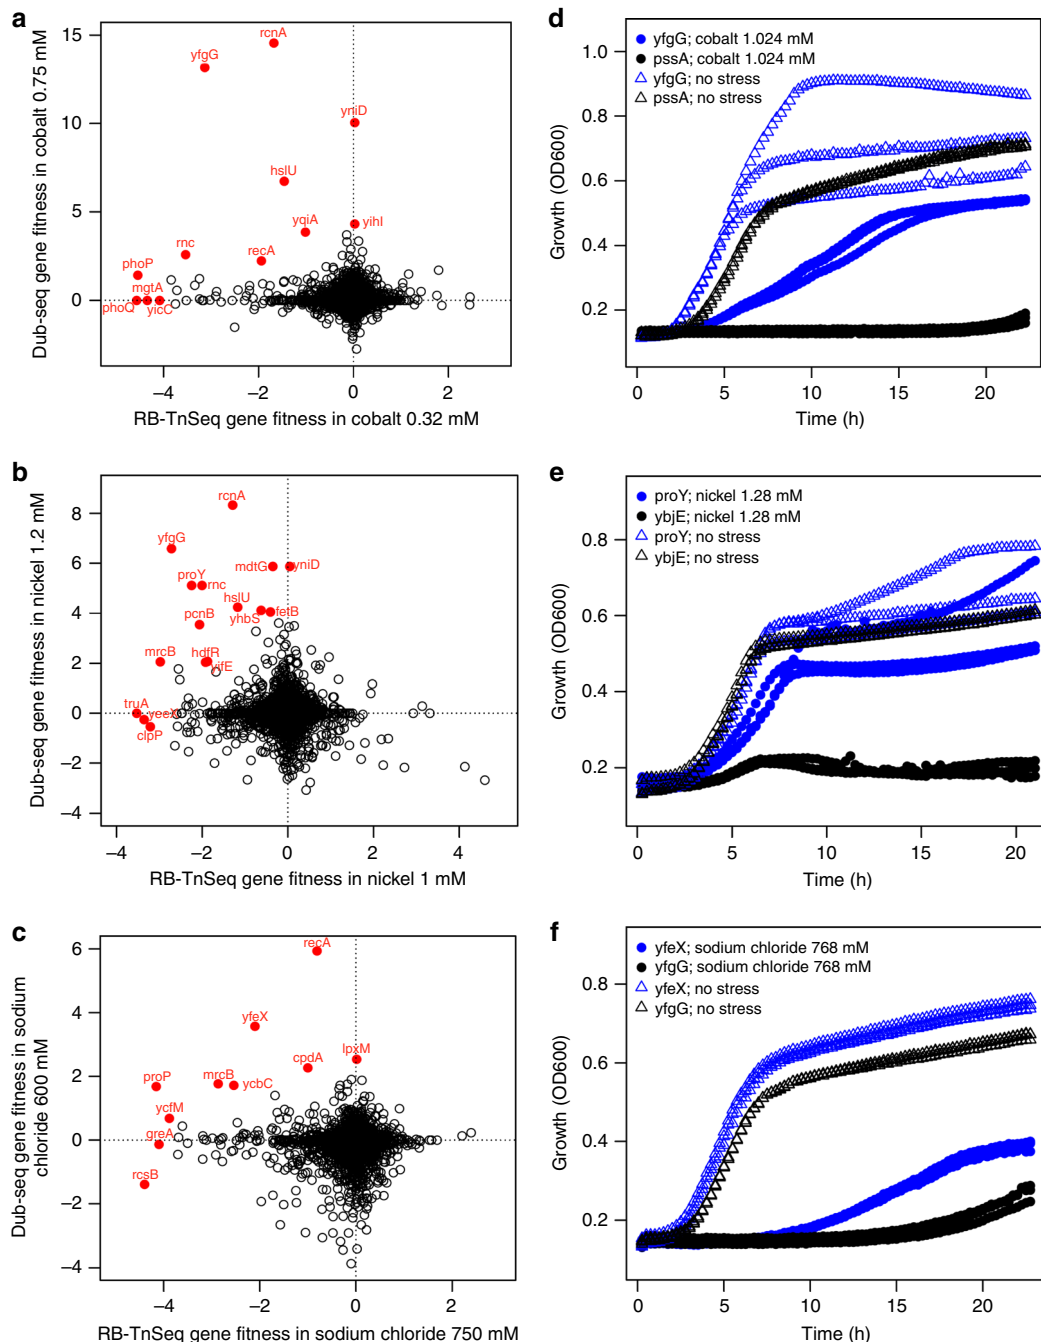 a
Dub-seq gene fitness in cobalt 0.75 mM
15
10
5
0
rcnA
yfgG
yniD
hslU
yqiA
yihI
rnc
recA
phoP
mgtA
phoQ
yicC
−4
−2
0
2
RB-TnSeq gene fitness in cobalt 0.32 mM
d
Growth (OD600)
1.0
0.8
0.6
0.4
0.2
yfgG; cobalt 1.024 mM
pssA; cobalt 1.024 mM
yfgG; no stress
pssA; no stress
0
5
10
15
20
Time (h)
b
Dub-seq gene fitness in nickel 1.2 mM
8
6
4
2
0
−2
−4
rcnA
yfgG
mdtG
yniD
proY
rnc
hslU
yhbS
fetB
pcnB
mrcB
hdfR
yifE
truA
clpP
−4
−2
0
2
4
RB-TnSeq gene fitness in nickel 1 mM
e
Growth (OD600)
0.8
0.6
0.4
0.2
proY; nickel 1.28 mM
ybjE; nickel 1.28 mM
proY; no stress
ybjE; no stress
0
5
10
15
20
Time (h)
c
Dub-seq gene fitness in sodium
chloride 600 mM
6
4
2
0
−2
−4
recA
yfeX
cpdA
lpxM
proP
mrcB
ycbC
ycfM
greA
rcsB
−4
−2
0
2
RB-TnSeq gene fitness in sodium chloride 750 mM
f
Growth (OD600)
0.8
0.6
0.4
0.2
yfeX; sodium chloride 768 mM
yfgG; sodium chloride 768 mM
yfeX; no stress
yfgG; no stress
0
5
10
15
20
Time (h)